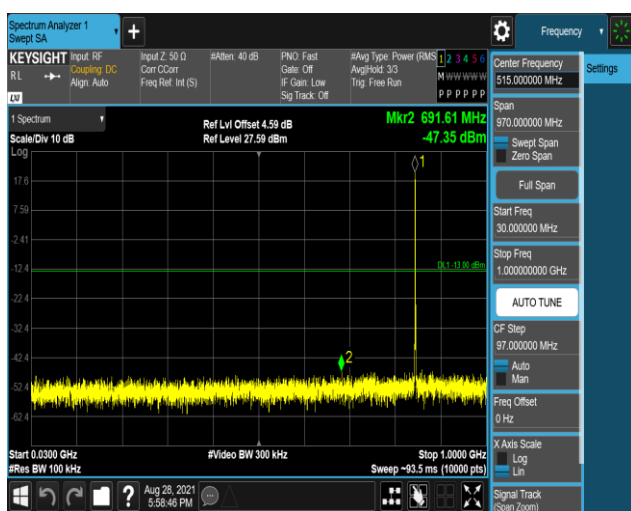 Spectrum Analyzer 1
Swept SA
Frequency
KEYSIGHT
RL
LXI
Input: RF
Coupling: DC
Align: Auto
Input Z: 50 Ω
Corr CCorr
Freq Ref: Int (S)
#Atten: 40 dB
PNO: Fast
Gate: Off
IF Gain: Low
Sig Track: Off
#Avg Type: Power (RMS
Avg|Hold: 3/3
Trig: Free Run
1 2 3 4 5 6
M W W W W W
P P P P P P
1 Spectrum
Scale/Div 10 dB
Log
Ref Lvl Offset 4.59 dB
Ref Level 27.59 dBm
Mkr2 691.61 MHz
-47.35 dBm
1
17.6
7.59
-2.41
-12.4
DL1 -13.00 dBm
-22.4
-32.4
-42.4
2
-52.4
-62.4
Start 0.0300 GHz
#Res BW 100 kHz
#Video BW 300 kHz
Stop 1.0000 GHz
Sweep ~93.5 ms (10000 pts)
?
Aug 28, 2021
5:58:46 PM
Center Frequency
515.000000 MHz
Settings
Span
970.000000 MHz
Swept Span
Zero Span
Full Span
Start Freq
30.000000 MHz
Stop Freq
1.000000000 GHz
AUTO TUNE
CF Step
97.000000 MHz
Auto
Man
Freq Offset
0 Hz
X Axis Scale
Log
Lin
Signal Track
(Span Zoom)